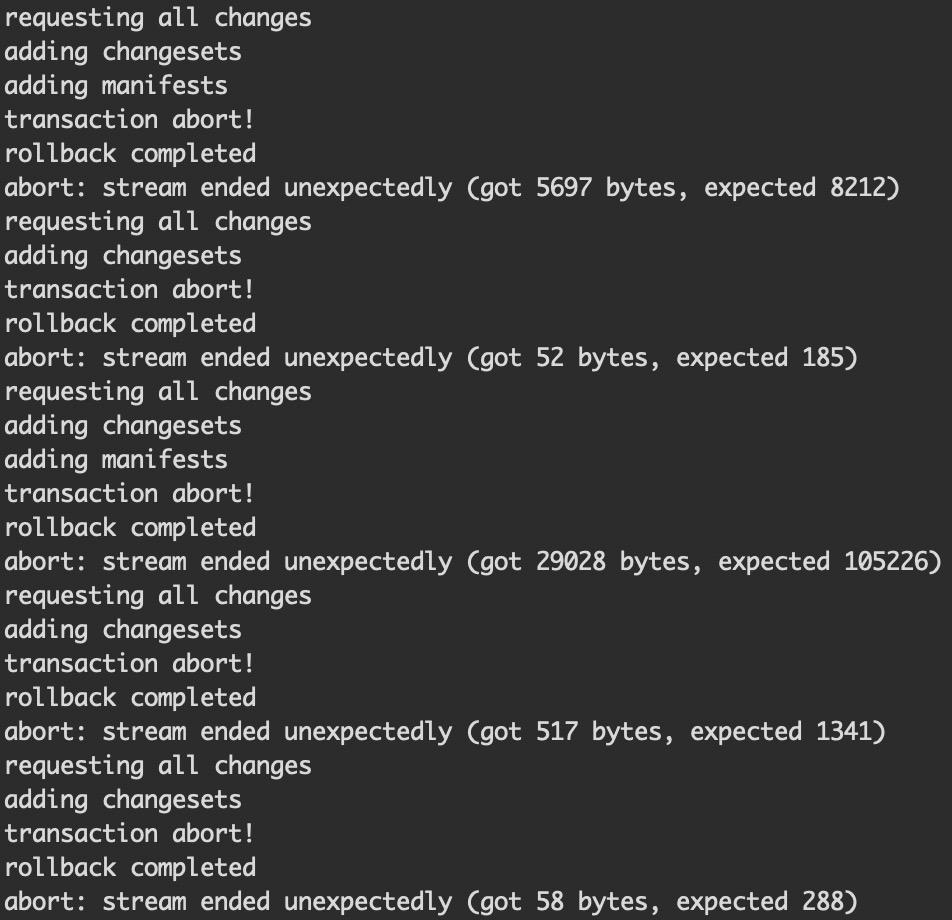 requesting all changes
adding changesets
adding manifests
transaction abort!
rollback completed
abort: stream ended unexpectedly (got 5697 bytes, expected 8212)
requesting all changes
adding changesets
transaction abort!
rollback completed
abort: stream ended unexpectedly (got 52 bytes, expected 185)
requesting all changes
adding changesets
adding manifests
transaction abort!
rollback completed
abort: stream ended unexpectedly (got 29028 bytes, expected 105226)
requesting all changes
adding changesets
transaction abort!
rollback completed
abort: stream ended unexpectedly (got 517 bytes, expected 1341)
requesting all changes
adding changesets
transaction abort!
rollback completed
abort: stream ended unexpectedly (got 58 bytes, expected 288)